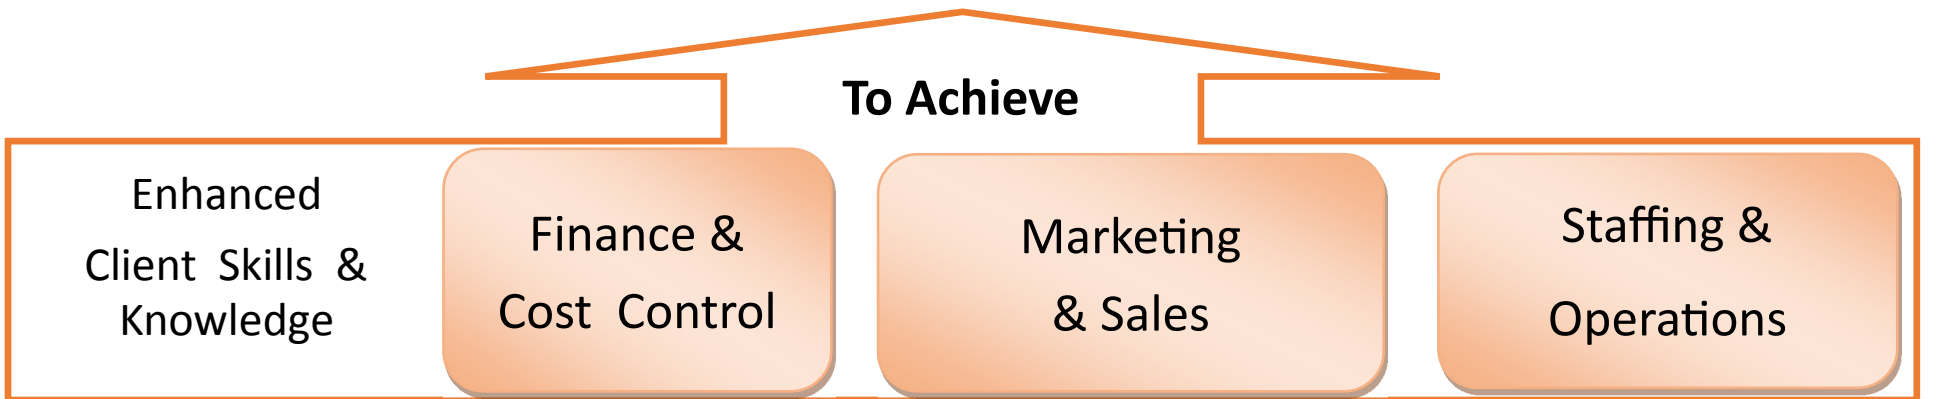 To Achieve
Enhanced
Client Skills &
Knowledge
Finance &
Cost Control
Marketing
& Sales
Staffing &
Operations